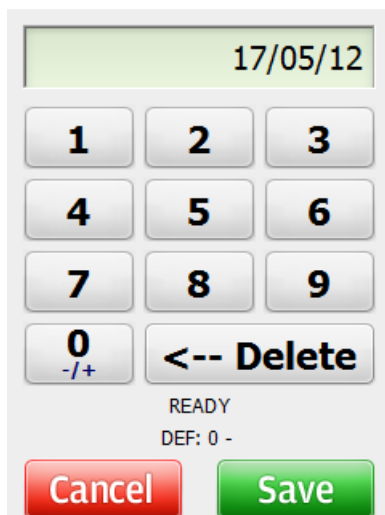 17/05/12
1 2 3
4 5 6
7 8 9
0 <-- Delete
-/+
READY
DEF: 0 -
Cancel Save